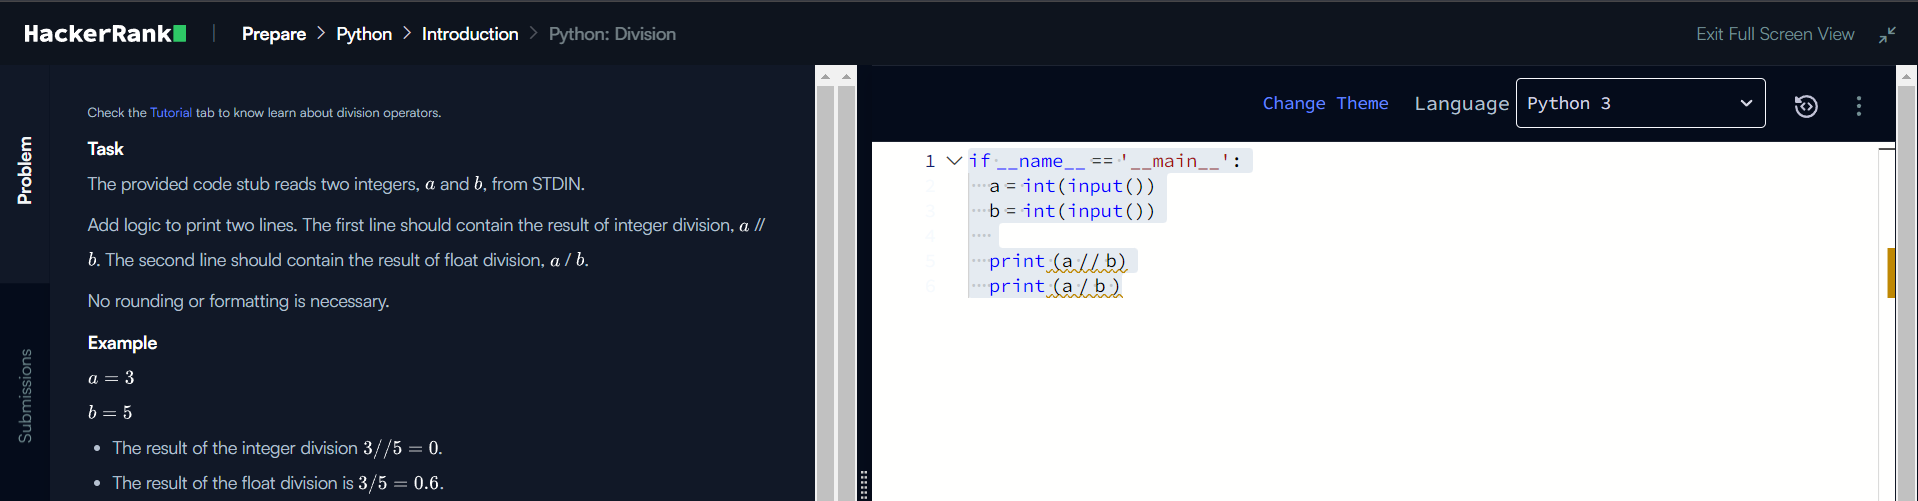 HackerRank
Prepare > Python > Introduction > Python: Division
Exit Full Screen View
Problem
Submissions
Check the Tutorial tab to know learn about division operators.
Task
The provided code stub reads two integers, a and b, from STDIN.
Add logic to print two lines. The first line should contain the result of integer division, a //
b. The second line should contain the result of float division, a / b.
No rounding or formatting is necessary.
Example
a = 3
b = 5
• The result of the integer division 3//5 = 0.
• The result of the float division is 3/5 = 0.6.
Change Theme Language Python 3
1 if __name__ == '__main__':
2 a = int(input())
3 b = int(input())
4
5 print (a // b)
6 print (a / b )